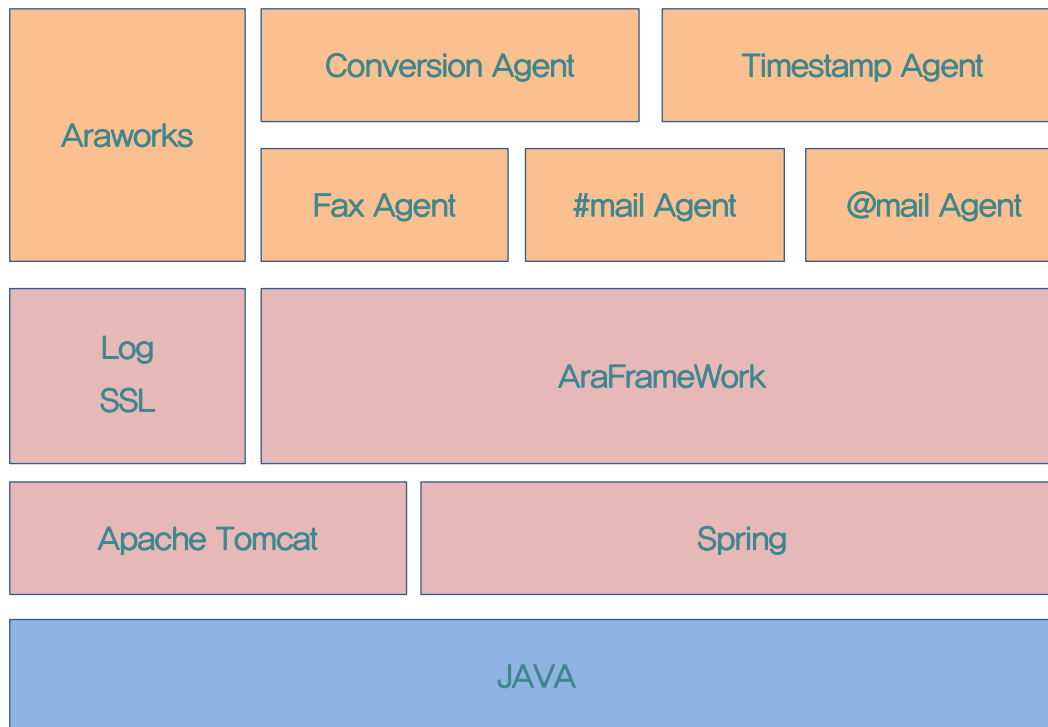 Conversion Agent
Timestamp Agent
Araworks
Fax Agent
#mail Agent
@mail Agent
Log
SSL
AraFrameWork
Apache Tomcat
Spring
JAVA